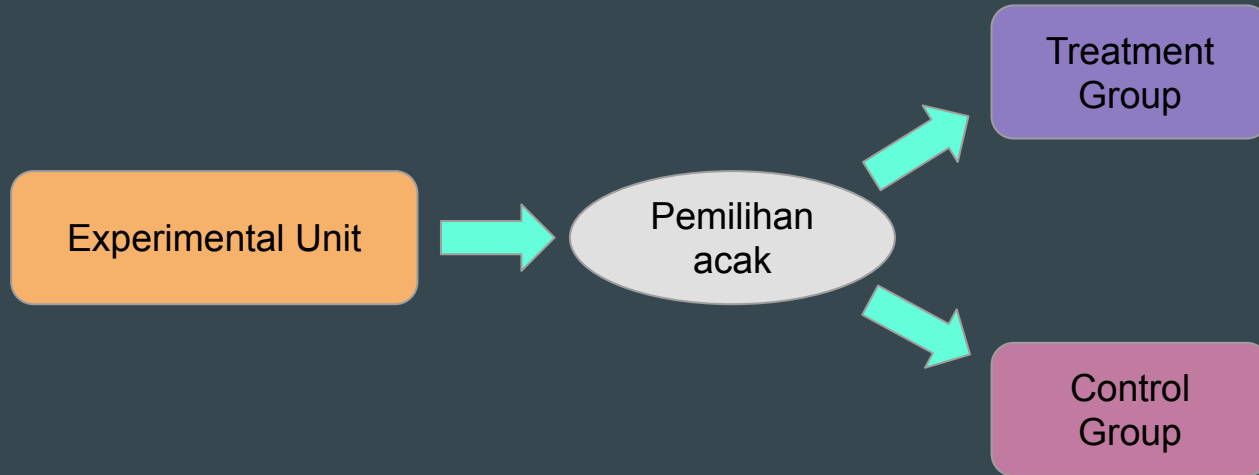 Experimental Unit
Pemilihan
acak
Treatment
Group
Control
Group